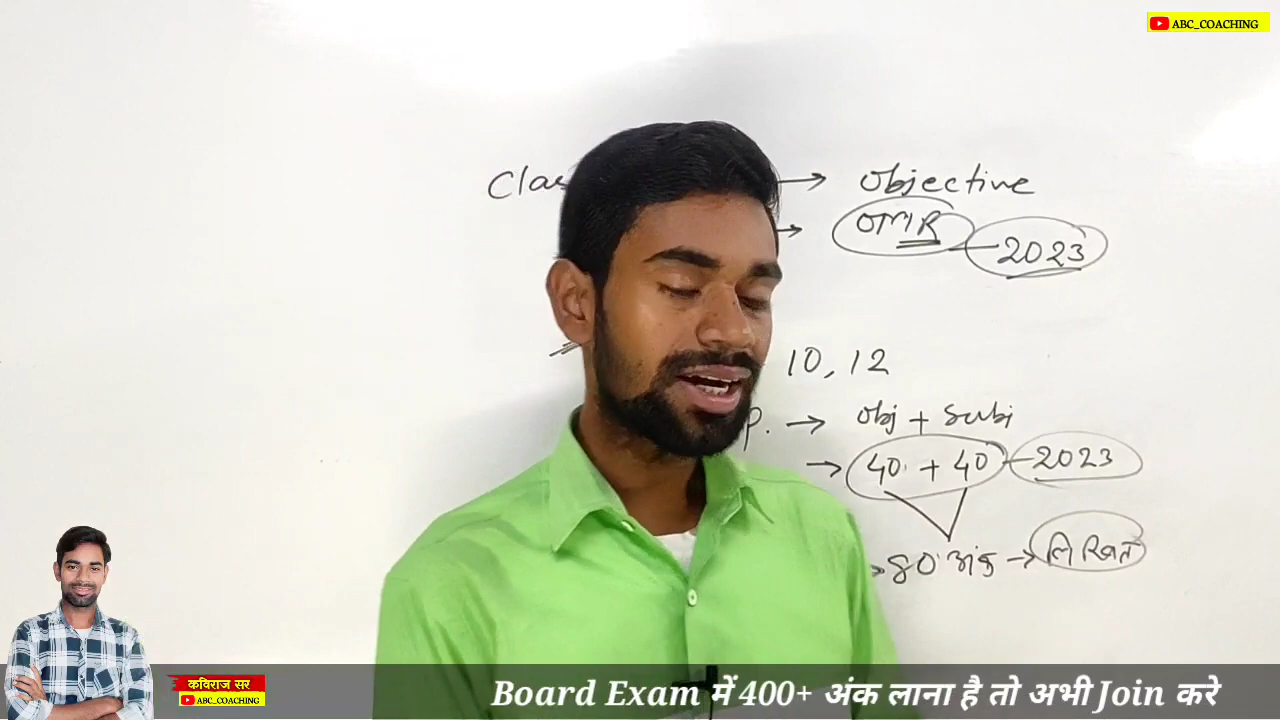 ABC_COACHING
Clas → Objective
→ OMR — 2023
10, 12
p. → Obj + Subj
→ 40 + 40 — 2023
80 अंक → लिखित
कविराज सर
ABC_COACHING
Board Exam में 400+ अंक लाना है तो अभी Join करे